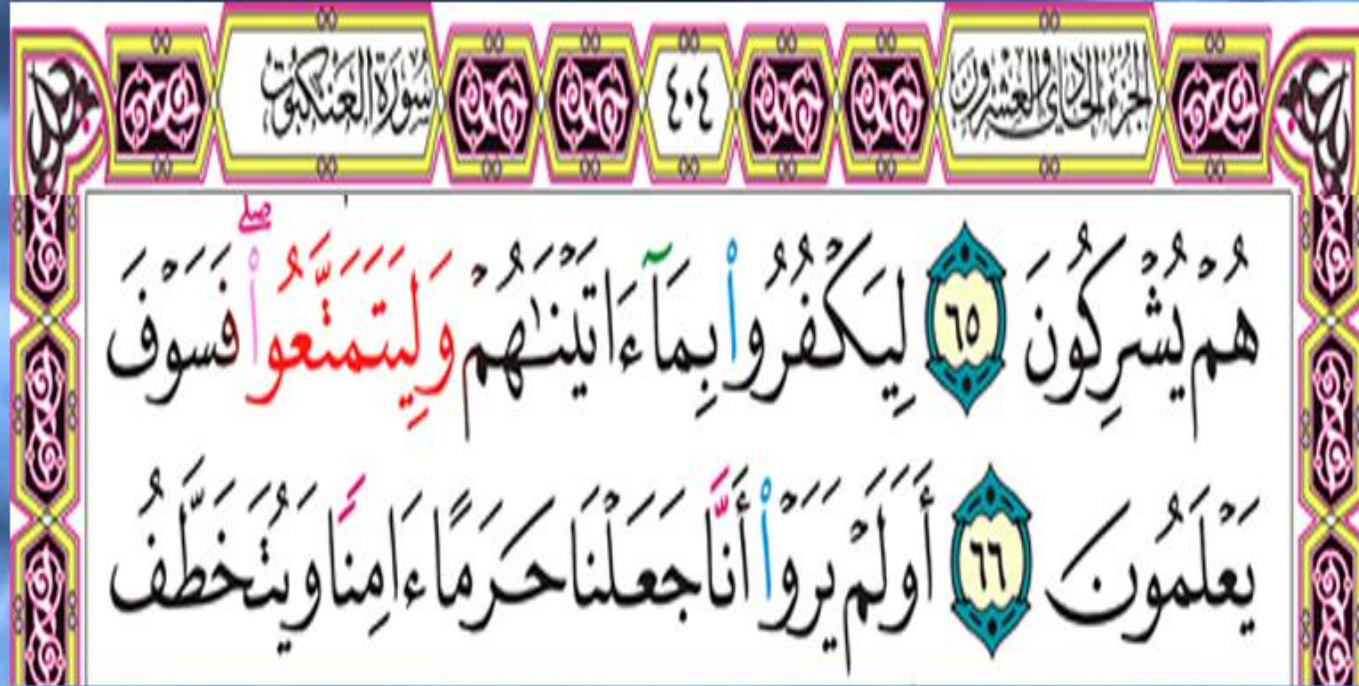 الجزء الحادي والعشرون ٤٠٤ سورة العنكبوت
هُمْ يُشْرِكُونَ ٦٥ لِيَكْفُرُوا۟ بِمَآ ءَاتَيْنَـٰهُمْ وَلِيَتَمَتَّعُوا۟ ۖ فَسَوْفَ
يَعْلَمُونَ ٦٦ أَوَلَمْ يَرَوْا۟ أَنَّا جَعَلْنَا حَرَمًا ءَامِنًا وَيُتَخَطَّفُ